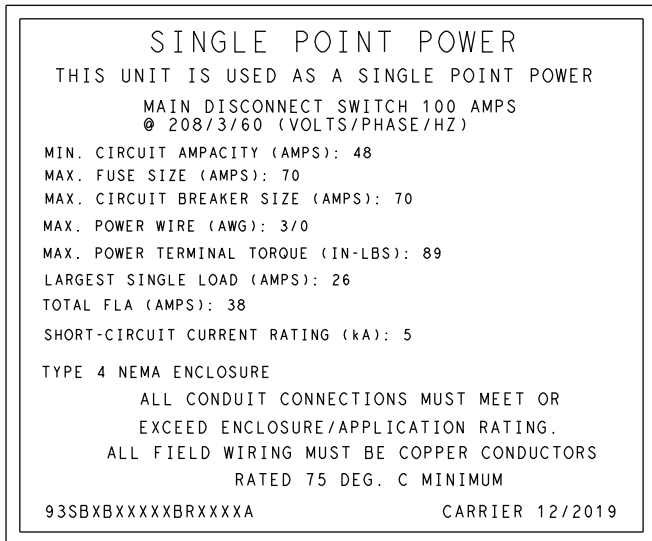 SINGLE POINT POWER
THIS UNIT IS USED AS A SINGLE POINT POWER
MAIN DISCONNECT SWITCH 100 AMPS
@ 208/3/60 (VOLTS/PHASE/HZ)
MIN. CIRCUIT AMPACITY (AMPS): 48
MAX. FUSE SIZE (AMPS): 70
MAX. CIRCUIT BREAKER SIZE (AMPS): 70
MAX. POWER WIRE (AWG): 3/0
MAX. POWER TERMINAL TORQUE (IN-LBS): 89
LARGEST SINGLE LOAD (AMPS): 26
TOTAL FLA (AMPS): 38
SHORT-CIRCUIT CURRENT RATING (kA): 5
TYPE 4 NEMA ENCLOSURE
ALL CONDUIT CONNECTIONS MUST MEET OR
EXCEED ENCLOSURE/APPLICATION RATING.
ALL FIELD WIRING MUST BE COPPER CONDUCTORS
RATED 75 DEG. C MINIMUM
93SBXBXXXXXBRXXXXA CARRIER 12/2019